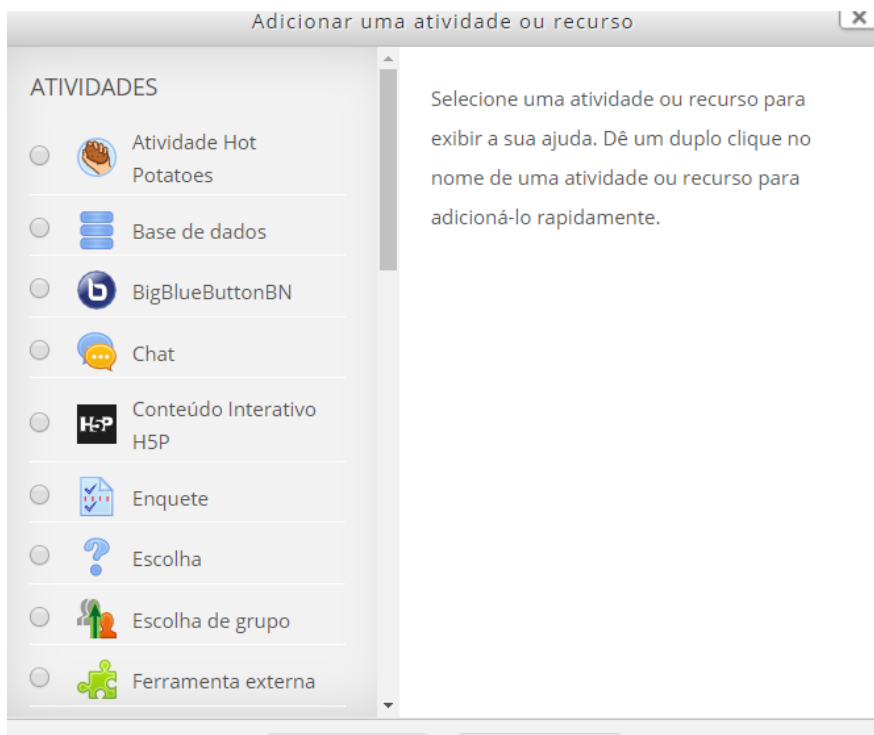 Adicionar uma atividade ou recurso
ATIVIDADES
Atividade Hot
Potatoes
Base de dados
BigBlueButtonBN
Chat
H5P
Conteúdo Interativo
H5P
Enquete
Escolha
Escolha de grupo
Ferramenta externa
Selecione uma atividade ou recurso para
exibir a sua ajuda. Dê um duplo clique no
nome de uma atividade ou recurso para
adicioná-lo rapidamente.